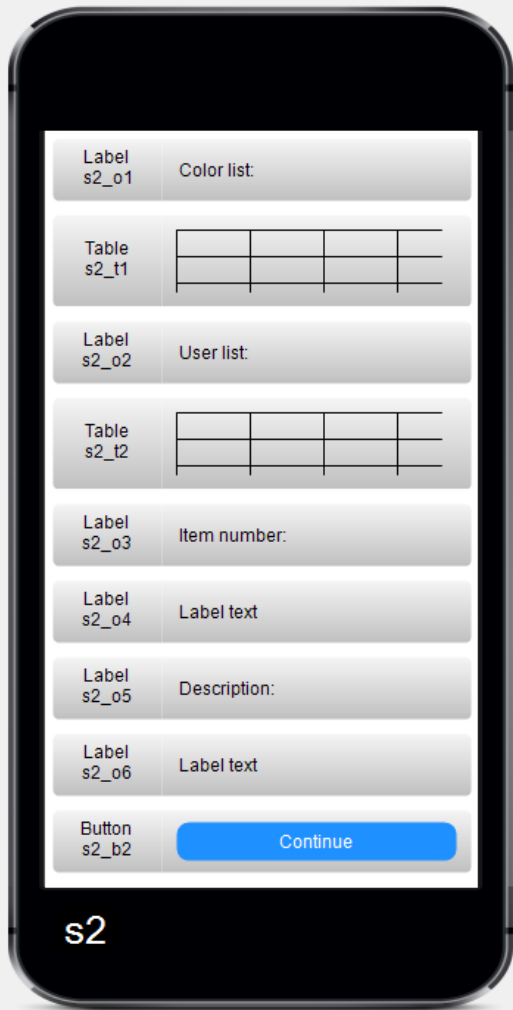 Label
s2_o1
Color list:
Table
s2_t1
Label
s2_o2
User list:
Table
s2_t2
Label
s2_o3
Item number:
Label
s2_o4
Label text
Label
s2_o5
Description:
Label
s2_o6
Label text
Button
s2_b2
Continue
s2